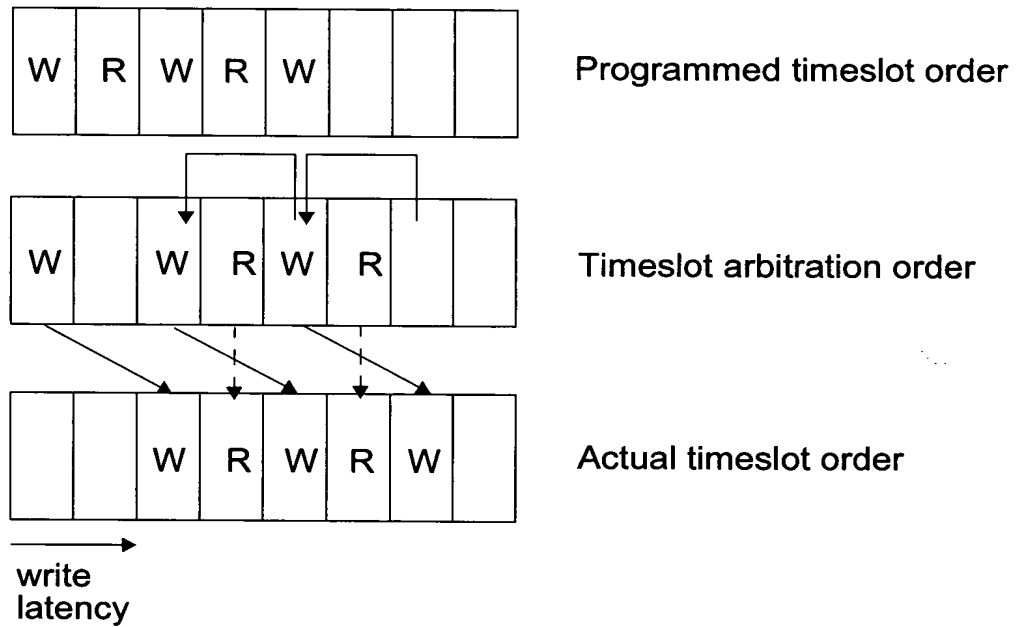 W R W R W
Programmed timeslot order
W W R W R
Timeslot arbitration order
W R W R W
Actual timeslot order
write
latency